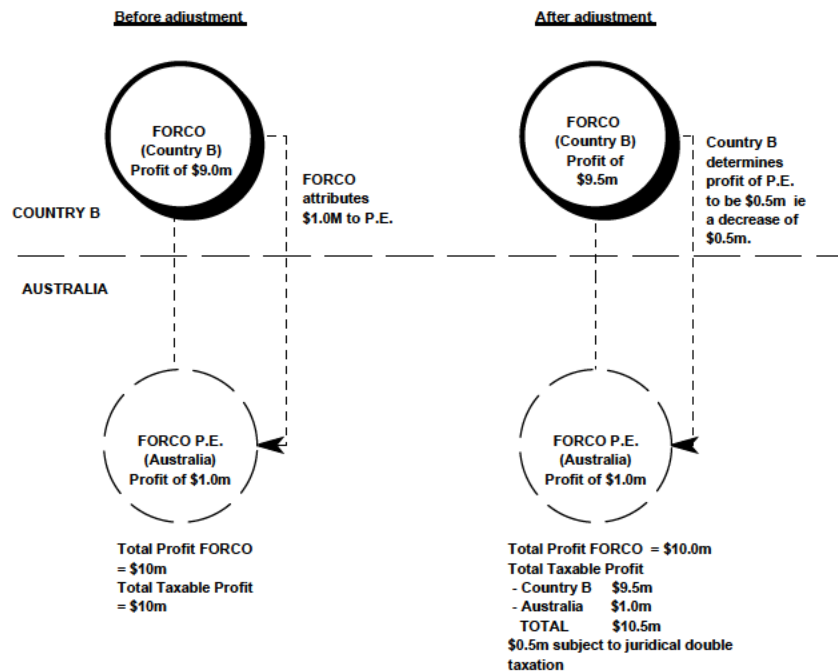 Before adjustment
After adjustment
FORCO
(Country B)
Profit of $9.0m
FORCO
attributes
$1.0M to P.E.
FORCO
(Country B)
Profit of
$9.5m
Country B
determines
profit of P.E.
to be $0.5m ie
a decrease of
$0.5m.
COUNTRY B
AUSTRALIA
FORCO P.E.
(Australia)
Profit of $1.0m
FORCO P.E.
(Australia)
Profit of $1.0m
Total Profit FORCO
= $10m
Total Taxable Profit
= $10m
Total Profit FORCO = $10.0m
Total Taxable Profit
- Country B $9.5m
- Australia $1.0m
TOTAL $10.5m
$0.5m subject to juridical double
taxation